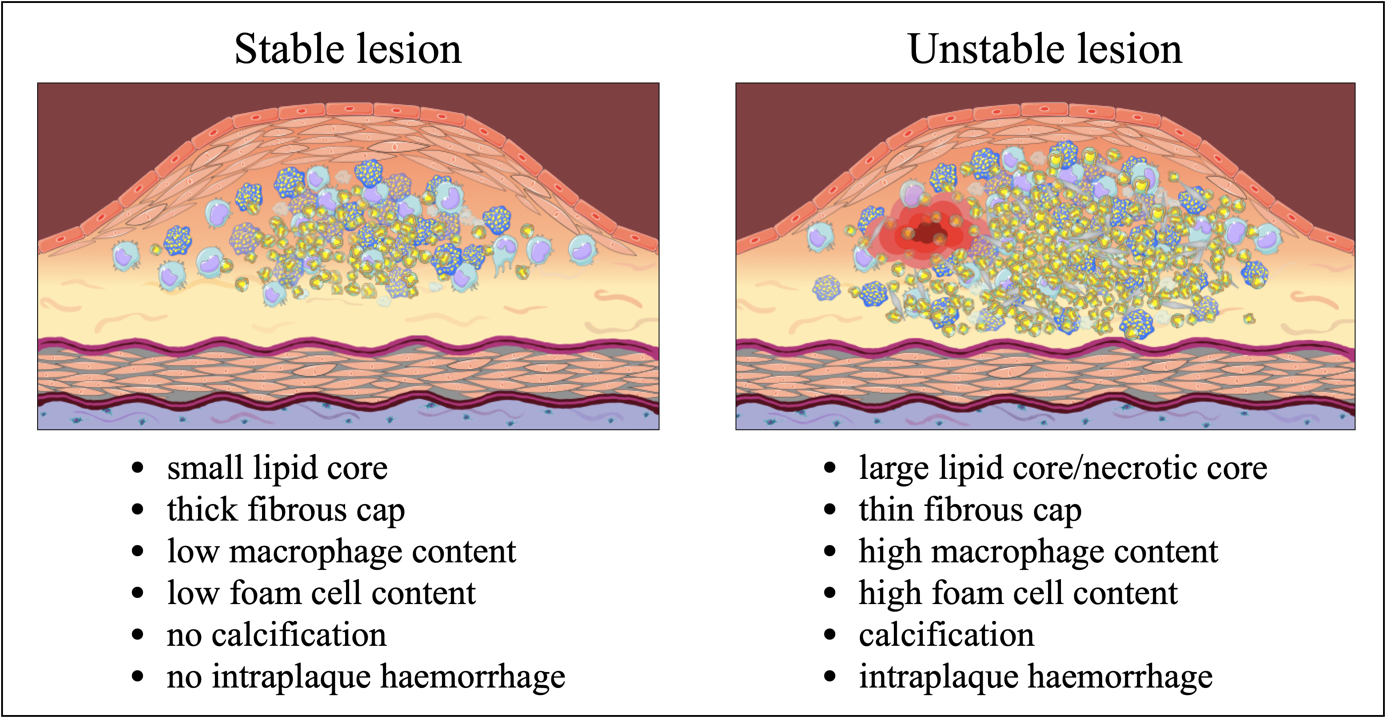 Stable lesion
• small lipid core
• thick fibrous cap
• low macrophage content
• low foam cell content
• no calcification
• no intraplaque haemorrhage
Unstable lesion
• large lipid core/necrotic core
• thin fibrous cap
• high macrophage content
• high foam cell content
• calcification
• intraplaque haemorrhage